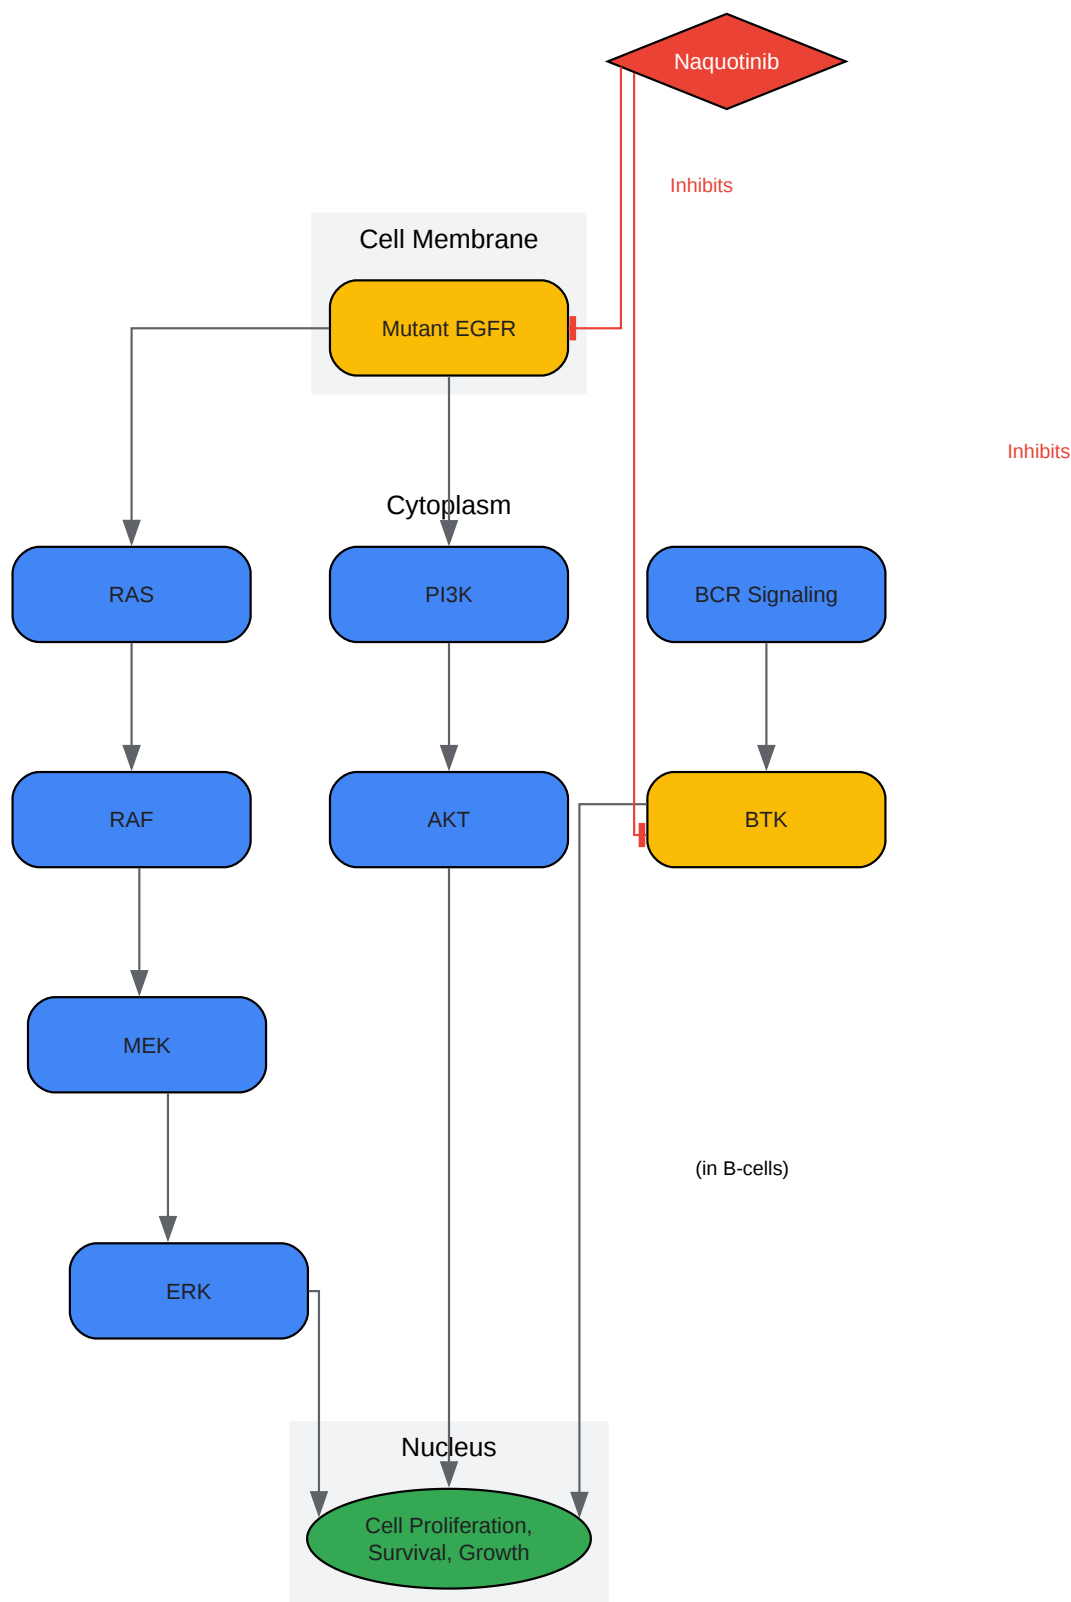 Naquotinib
Inhibits
Cell Membrane
Mutant EGFR
Inhibits
Cytoplasm
RAS
PI3K
BCR Signaling
RAF
AKT
BTK
MEK
(in B-cells)
ERK
Nucleus
Cell Proliferation,
Survival, Growth